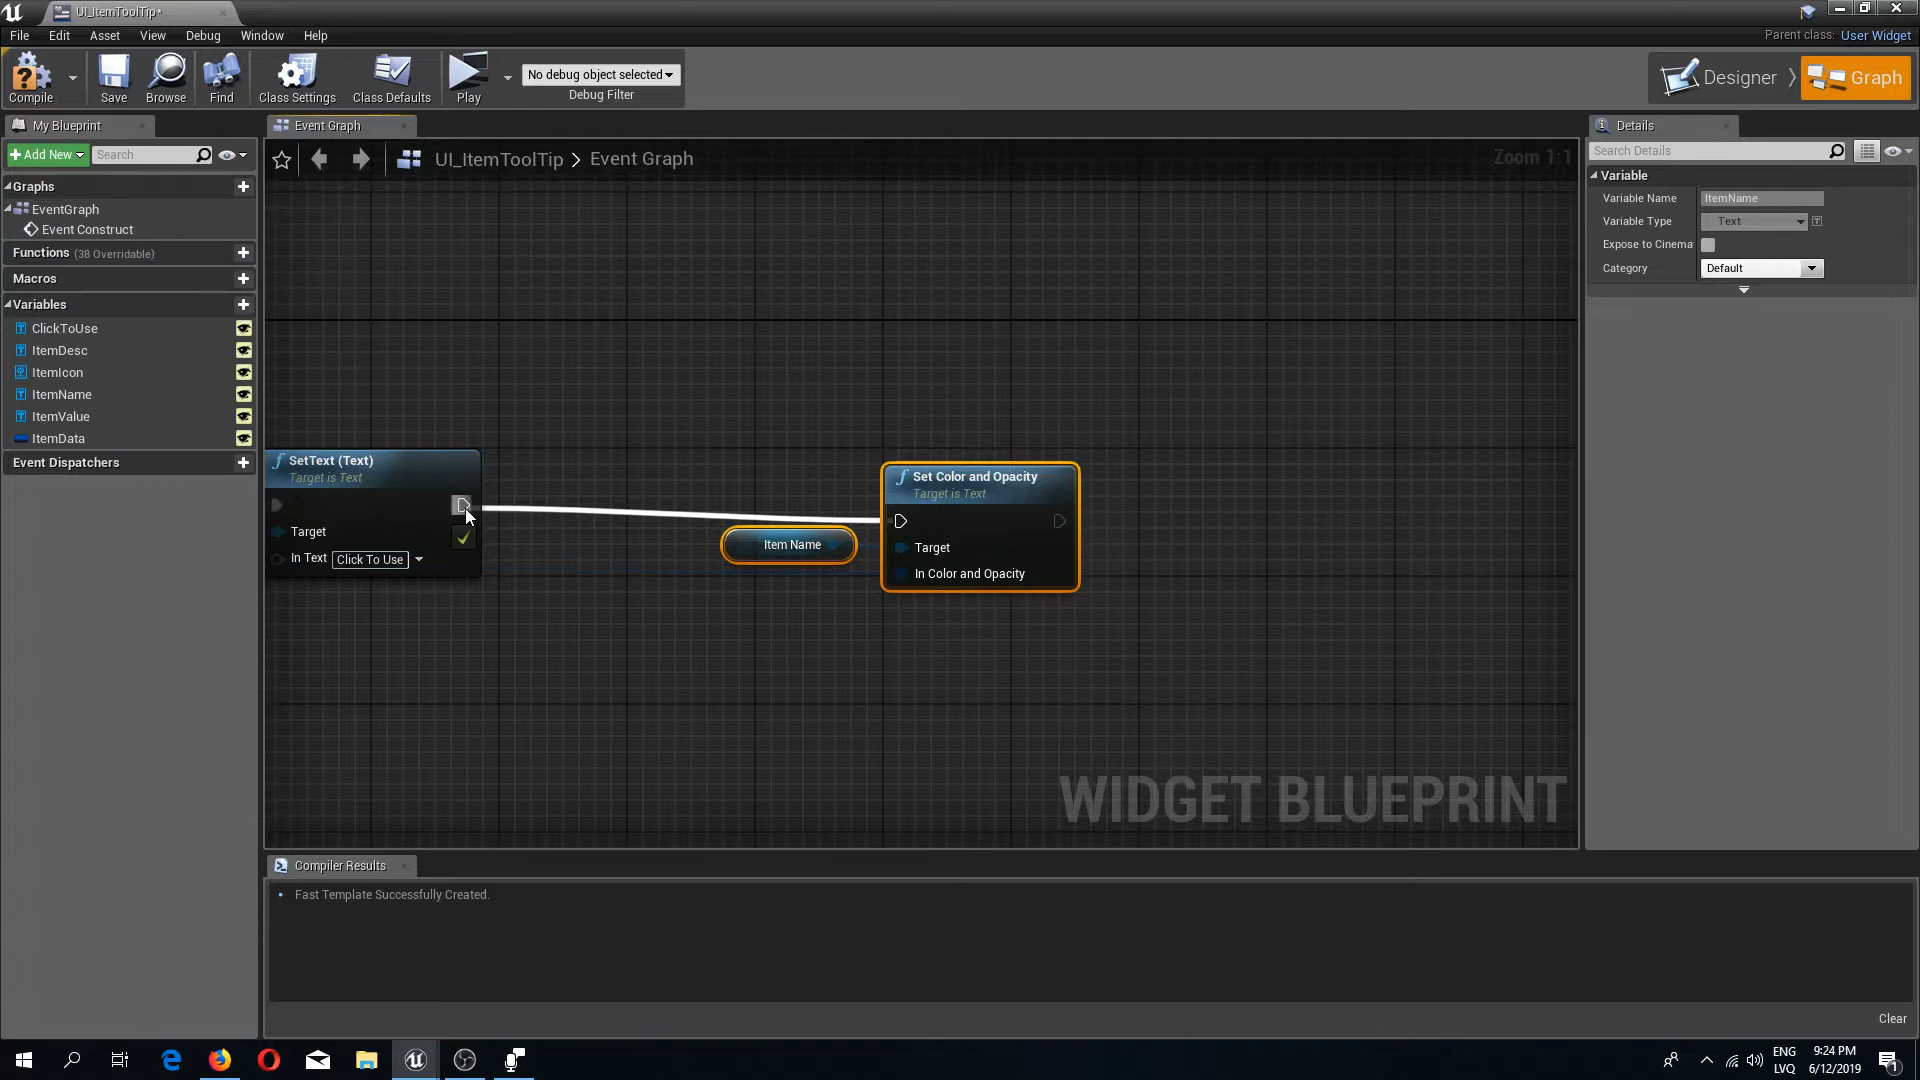 UI_ItemToolTip*
File Edit Asset View Debug Window Help
Parent class: User Widget
Compile Save Browse Find Class Settings Class Defaults Play
No debug object selected
Debug Filter
Designer Graph
My Blueprint
Event Graph
Details
Add New
Search
UI_ItemToolTip > Event Graph
Zoom 1:1
Search Details
Graphs
EventGraph
Event Construct
Functions (38 Overridable)
Macros
Variables
ClickToUse
ItemDesc
ItemIcon
ItemName
ItemValue
ItemData
Event Dispatchers
Variable
Variable Name ItemName
Variable Type Text
Expose to Cinema
Category Default
SetText (Text)
Target is Text
Target
In Text Click To Use
Item Name
Set Color and Opacity
Target is Text
Target
In Color and Opacity
WIDGET BLUEPRINT
Compiler Results
Fast Template Successfully Created.
Clear
ENG
LVQ
9:24 PM
6/12/2019
1